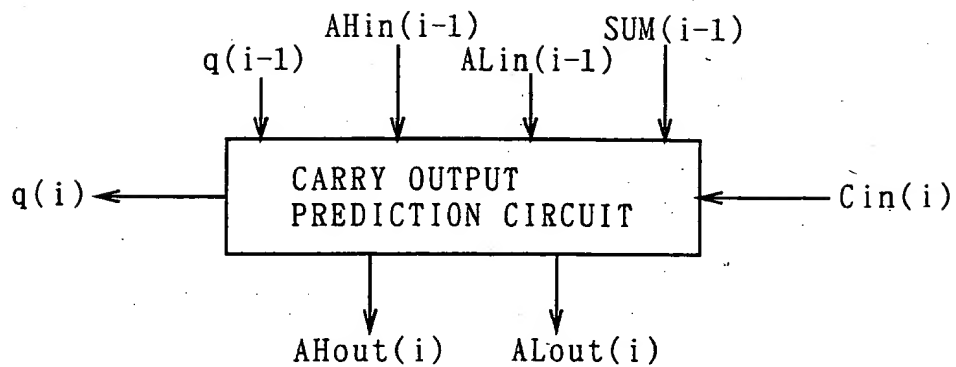 AHin(i-1)
SUM(i-1)
q(i-1)
ALin(i-1)
CARRY OUTPUT
PREDICTION CIRCUIT
q(i)
Cin(i)
AHout(i)
ALout(i)